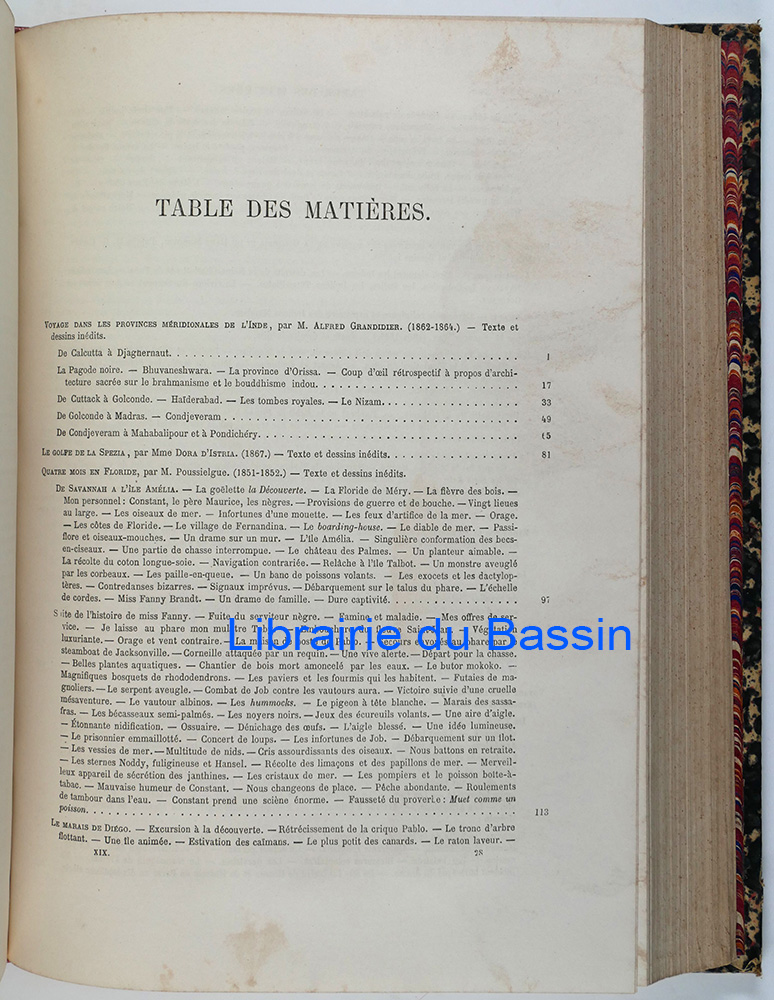 TABLE DES MATIÈRES.
VOYAGE DANS LES PROVINCES MÉRIDIONALES DE L'INDE, par M. ALFRED GRANDIDIER. (1862-1864.) — Texte et
dessins inédits.
De Calcutta à Djagnernaut. 1
La Pagode noire. — Bhuvaneshwara. — La province d'Orissa. — Coup d'œil rétrospectif à propos d'archi-
tecture sacrée sur le brahmanisme et le bouddhisme indou. 17
De Cuttack à Golconde. — Haïderabad. — Les tombes royales. — Le Nizam. 33
De Golconde à Madras. — Condjeveram 49
De Condjeveram à Mahabalipour et à Pondichéry. 65
LE GOLFE DE LA SPEZIA, par Mme DORA D'ISTRIA. (1867.) — Texte et dessins inédits. 81
QUATRE MOIS EN FLORIDE, par M. POUSSIELGUE. (1851-1852.) — Texte et dessins inédits.
DE SAVANNAH A L'ÎLE AMÉLIA. — La goëlette la Découverte. — La Floride de Méry. — La fièvre des bois. —
Mon personnel : Constant, le père Maurice, les nègres. — Provisions de guerre et de bouche. — Vingt lieues
au large. — Les oiseaux de mer. — Infortunes d'une mouette. — Les feux d'artifice de la mer. — Orage.
— Les côtes de Floride. — Le village de Fernandina. — Le boarding-house. — Le diable de mer. — Passi-
flore et oiseaux-mouches. — Un drame sur un mur. — L'île Amélia. — Singulière conformation des becs-
en-ciseaux. — Une partie de chasse interrompue. — Le château des Palmes. — Un planteur aimable. —
La récolte du coton longue-soie. — Navigation contrariée. — Relâche à l'île Talbot. — Un monstre aveuglé
par les corbeaux. — Les paille-en-queue. — Un banc de poissons volants. — Les exocets et les dactylop-
tères. — Contredanses bizarres. — Signaux imprévus. — Débarquement sur le talus du phare. — L'échelle
de cordes. — Miss Fanny Brandt. — Un drame de famille. — Dure captivité. 97
Suite de l'histoire de miss Fanny. — Fuite du serviteur nègre. — Famine et maladie. — Mes offres de ser-
vice. — Je laisse au phare mon mulâtre Végétation
luxuriante. — Orage et vent contraire. — La maison de poste de Pablo. — Secours envoyés au phare par le
steamboat de Jacksonville. — Corneille attaquée par un requin. — Une vive alerte. — Départ pour la chasse.
— Belles plantes aquatiques. — Chantier de bois mort amoncelé par les eaux. — Le butor mokoko. —
Magnifiques bosquets de rhododendrons. — Les paviers et les fourmis qui les habitent. — Futaies de ma-
gnoliers. — Le serpent aveugle. — Combat de Job contre les vautours aura. — Victoire suivie d'une cruelle
mésaventure. — Le vautour albinos. — Les hummocks. — Le pigeon à tête blanche. — Marais des sassa-
fras. — Les bécasseaux semi-palmés. — Les noyers noirs. — Jeux des écureuils volants. — Une aire d'aigle.
— Étonnante nidification. — Ossuaire. — Dénichage des œufs. — L'aigle blessé. — Une idée lumineuse.
— Le prisonnier emmaillotté. — Concert de loups. — Les infortunes de Job. — Débarquement sur un îlot.
— Les vessies de mer. — Multitude de nids. — Cris assourdissants des oiseaux. — Nous battons en retraite.
— Les sternes Noddy, fuligineuse et Hansel. — Récolte des limaçons et des papillons de mer. — Merveil-
leux appareil de sécrétion des janthines. — Les cristaux de mer. — Les pompiers et le poisson boîte-à-
tabac. — Mauvaise humeur de Constant. — Nous changeons de place. — Pêche abondante. — Roulements
de tambour dans l'eau. — Constant prend une sciène énorme. — Fausseté du proverbe : Muet comme un
poisson. 113
LE MARAIS DE DIÉGO. — Excursion à la découverte. — Rétrécissement de la crique Pablo. — Le tronc d'arbre
flottant. — Une île animée. — Estivation des caïmans. — Le plus petit des canards. — Le raton laveur. —
XIX. 28
Librairie du Bassin